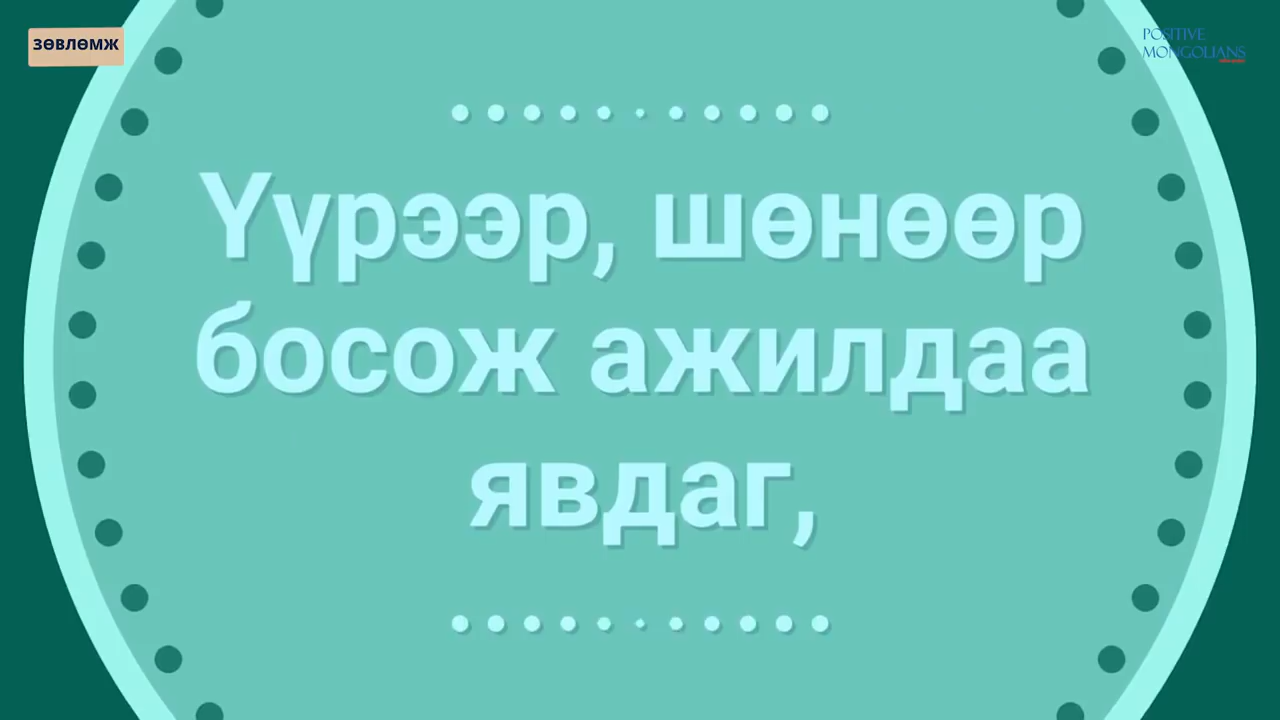 ЗӨВЛӨМЖ
POSITIVE
MONGOLIANS
Үүрээр, шөнөөр
босож ажилдаа
явдаг,